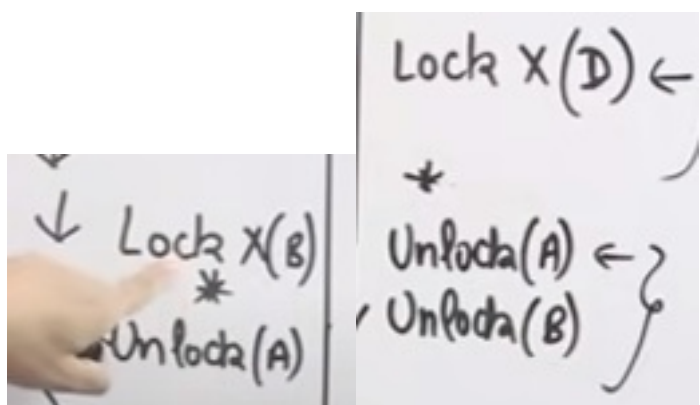 ↓ Lock X(B)
*
Unlock(A)
Lock X(D) ←
*
Unlock(A) ←
Unlock(B)